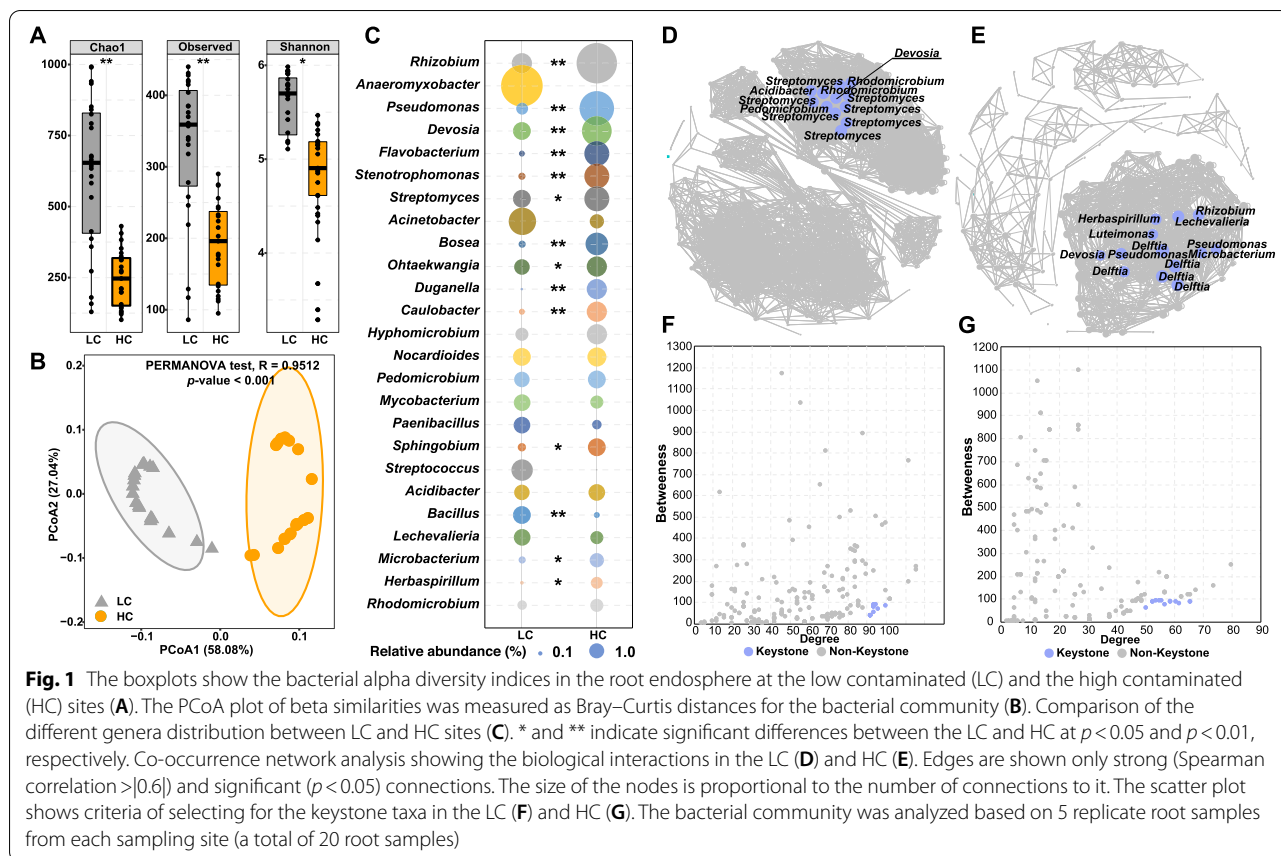 A
Chao1
Observed
Shannon
**
**
*
1000
750
500
250
400
300
200
100
6
5
4
LC HC
LC HC
LC HC
B
PERMANOVA test, R = 0.9512
p-value < 0.001
0.2
0.1
0.0
−0.1
−0.2
PCoA2 (27.04%)
LC
HC
−0.1 0.0 0.1
PCoA1 (58.08%)
C
Rhizobium **
Anaeromyxobacter
Pseudomonas **
Devosia **
Flavobacterium **
Stenotrophomonas **
Streptomyces *
Acinetobacter
Bosea **
Ohtaekwangia *
Duganella **
Caulobacter **
Hyphomicrobium
Nocardioides
Pedomicrobium
Mycobacterium
Paenibacillus
Sphingobium *
Streptococcus
Acidibacter
Bacillus **
Lechevalieria
Microbacterium *
Herbaspirillum *
Rhodomicrobium
LC HC
Relative abundance (%) 0.1 1.0
D
Devosia
Streptomyces Rhodomicrobium
Acidibacter Rhodomicrobium
Streptomyces Streptomyces
Pedomicrobium Streptomyces
Streptomyces Streptomyces
Streptomyces
E
Herbaspirillum Rhizobium
Lechevalieria
Luteimonas
Delftia Pseudomonas
Devosia Pseudomonas Microbacterium
Delftia Delftia
Delftia
Delftia
F
1300
1200
1100
1000
900
800
700
600
500
400
300
200
100
0
Betweeness
0 10 20 30 40 50 60 70 80 90 100
Degree
Keystone Non-Keystone
G
1200
1100
1000
900
800
700
600
500
400
300
200
100
0
Betweeness
0 10 20 30 40 50 60 70 80 90
Degree
Keystone Non-Keystone
Fig. 1 The boxplots show the bacterial alpha diversity indices in the root endosphere at the low contaminated (LC) and the high contaminated
(HC) sites (A). The PCoA plot of beta similarities was measured as Bray–Curtis distances for the bacterial community (B). Comparison of the
different genera distribution between LC and HC sites (C). * and ** indicate significant differences between the LC and HC at p < 0.05 and p < 0.01,
respectively. Co-occurrence network analysis showing the biological interactions in the LC (D) and HC (E). Edges are shown only strong (Spearman
correlation >|0.6|) and significant (p < 0.05) connections. The size of the nodes is proportional to the number of connections to it. The scatter plot
shows criteria of selecting for the keystone taxa in the LC (F) and HC (G). The bacterial community was analyzed based on 5 replicate root samples
from each sampling site (a total of 20 root samples)